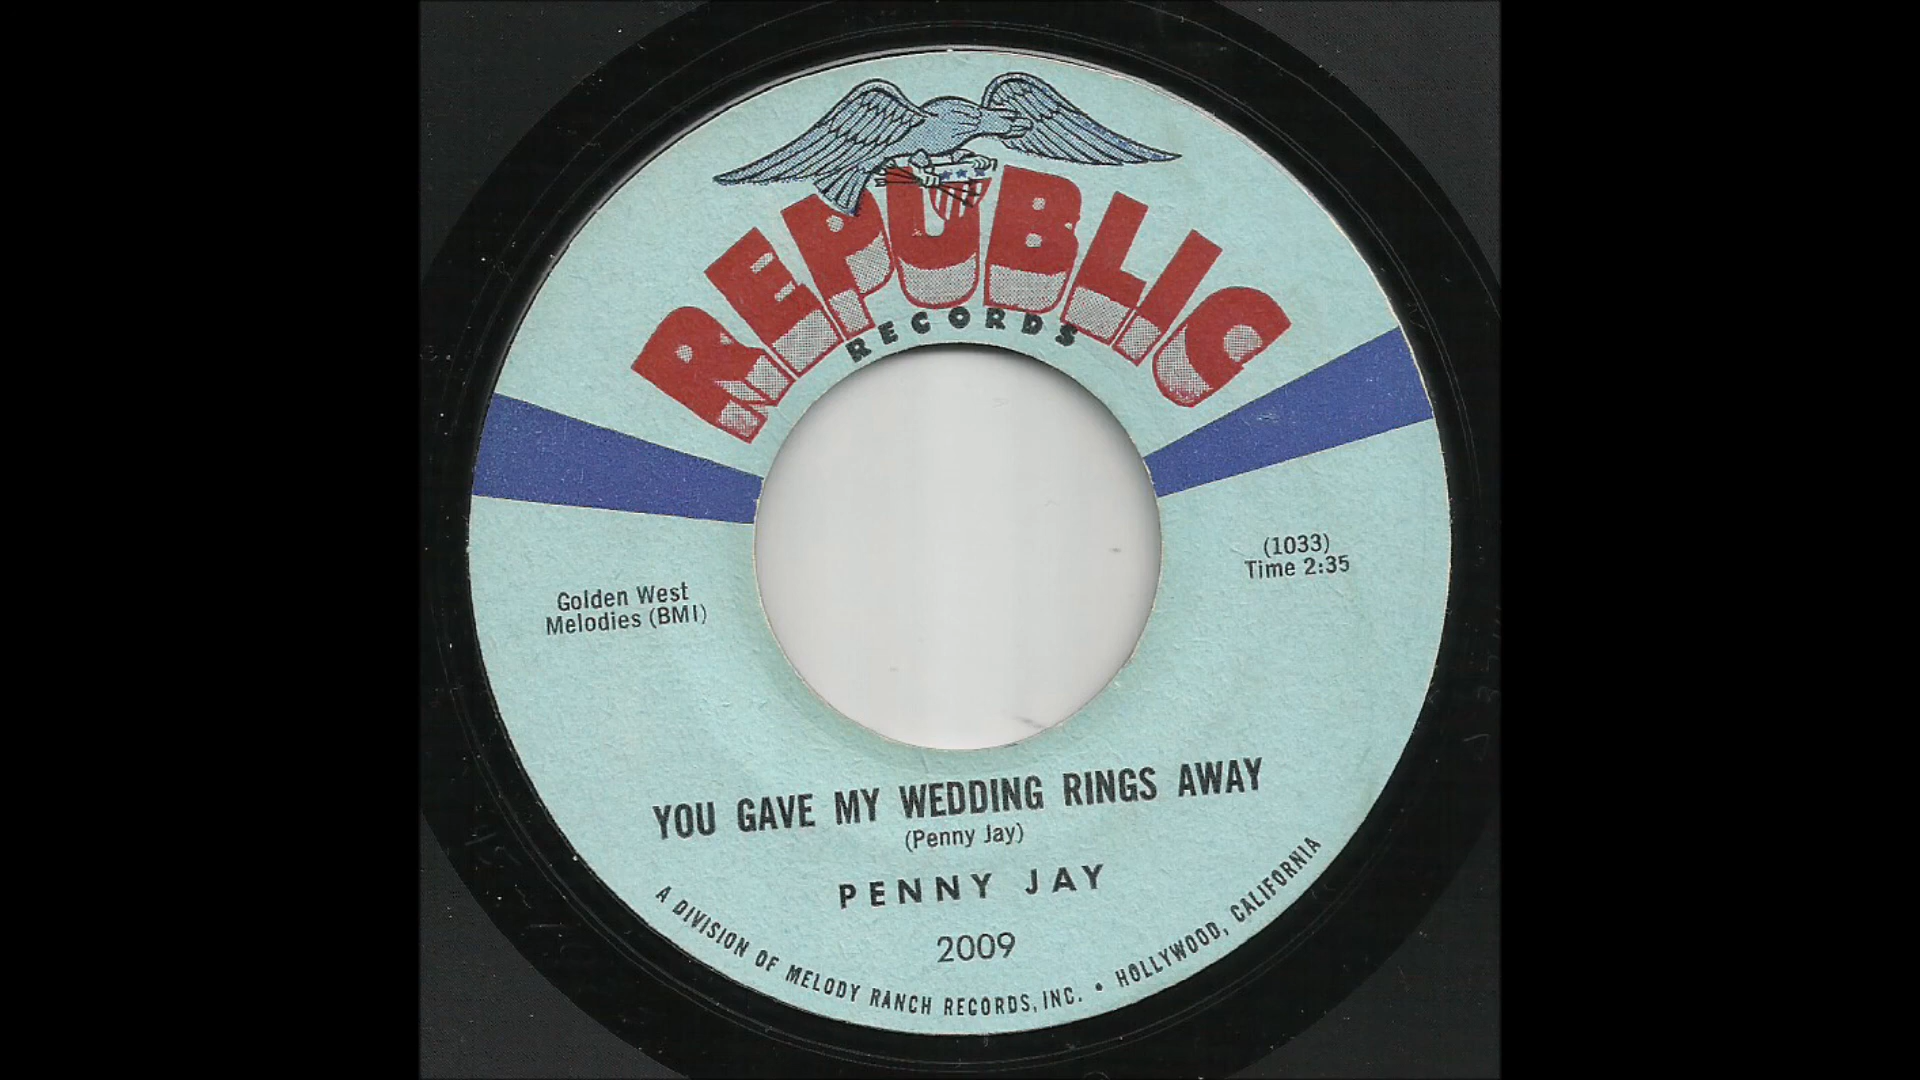 REPUBLIC
RECORDS
Golden West
Melodies (BMI)
(1033)
Time 2:35
YOU GAVE MY WEDDING RINGS AWAY
(Penny Jay)
PENNY JAY
2009
A DIVISION OF MELODY RANCH RECORDS, INC. • HOLLYWOOD, CALIFORNIA